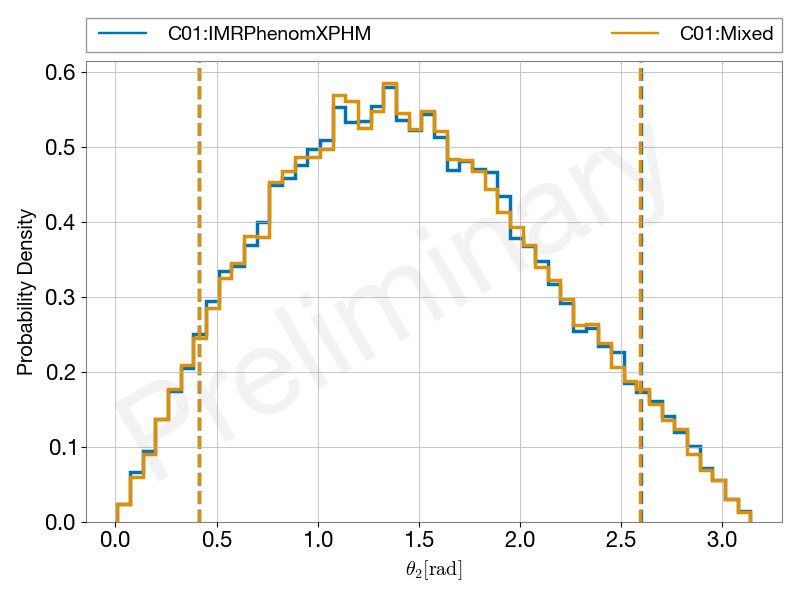 C01:IMRPhenomXPHM C01:Mixed
0.6
0.5
0.4
0.3
0.2
0.1
0.0
Probability Density
Preliminary
0.0 0.5 1.0 1.5 2.0 2.5 3.0
θ₂[rad]